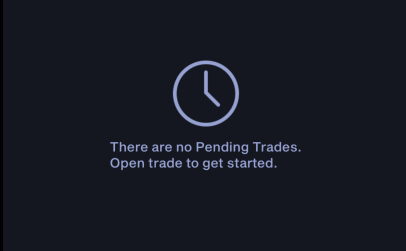 There are no Pending Trades.
Open trade to get started.